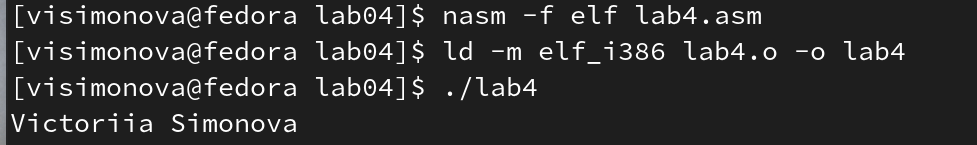 [visimonova@fedora lab04]$ nasm -f elf lab4.asm
[visimonova@fedora lab04]$ ld -m elf_i386 lab4.o -o lab4
[visimonova@fedora lab04]$ ./lab4
Victoriia Simonova